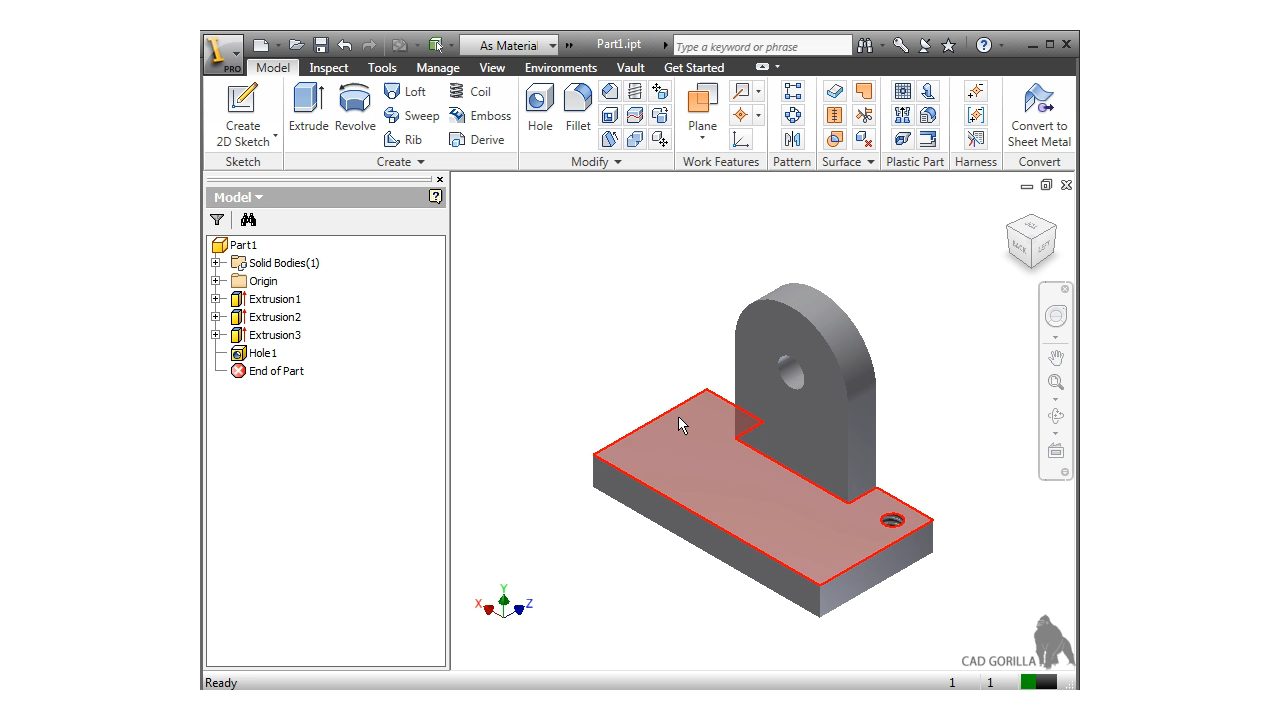 PRO
As Material
Part1.ipt
Type a keyword or phrase
Model
Inspect
Tools
Manage
View
Environments
Vault
Get Started
Create
2D Sketch
Sketch
Extrude
Revolve
Loft
Sweep
Rib
Coil
Emboss
Derive
Create
Hole
Fillet
Modify
Plane
Work Features
Pattern
Surface
Plastic Part
Harness
Convert to
Sheet Metal
Convert
Model
Part1
Solid Bodies(1)
Origin
Extrusion1
Extrusion2
Extrusion3
Hole1
End of Part
BACK
LEFT
X
Y
Z
CAD GORILLA
Ready
1
1